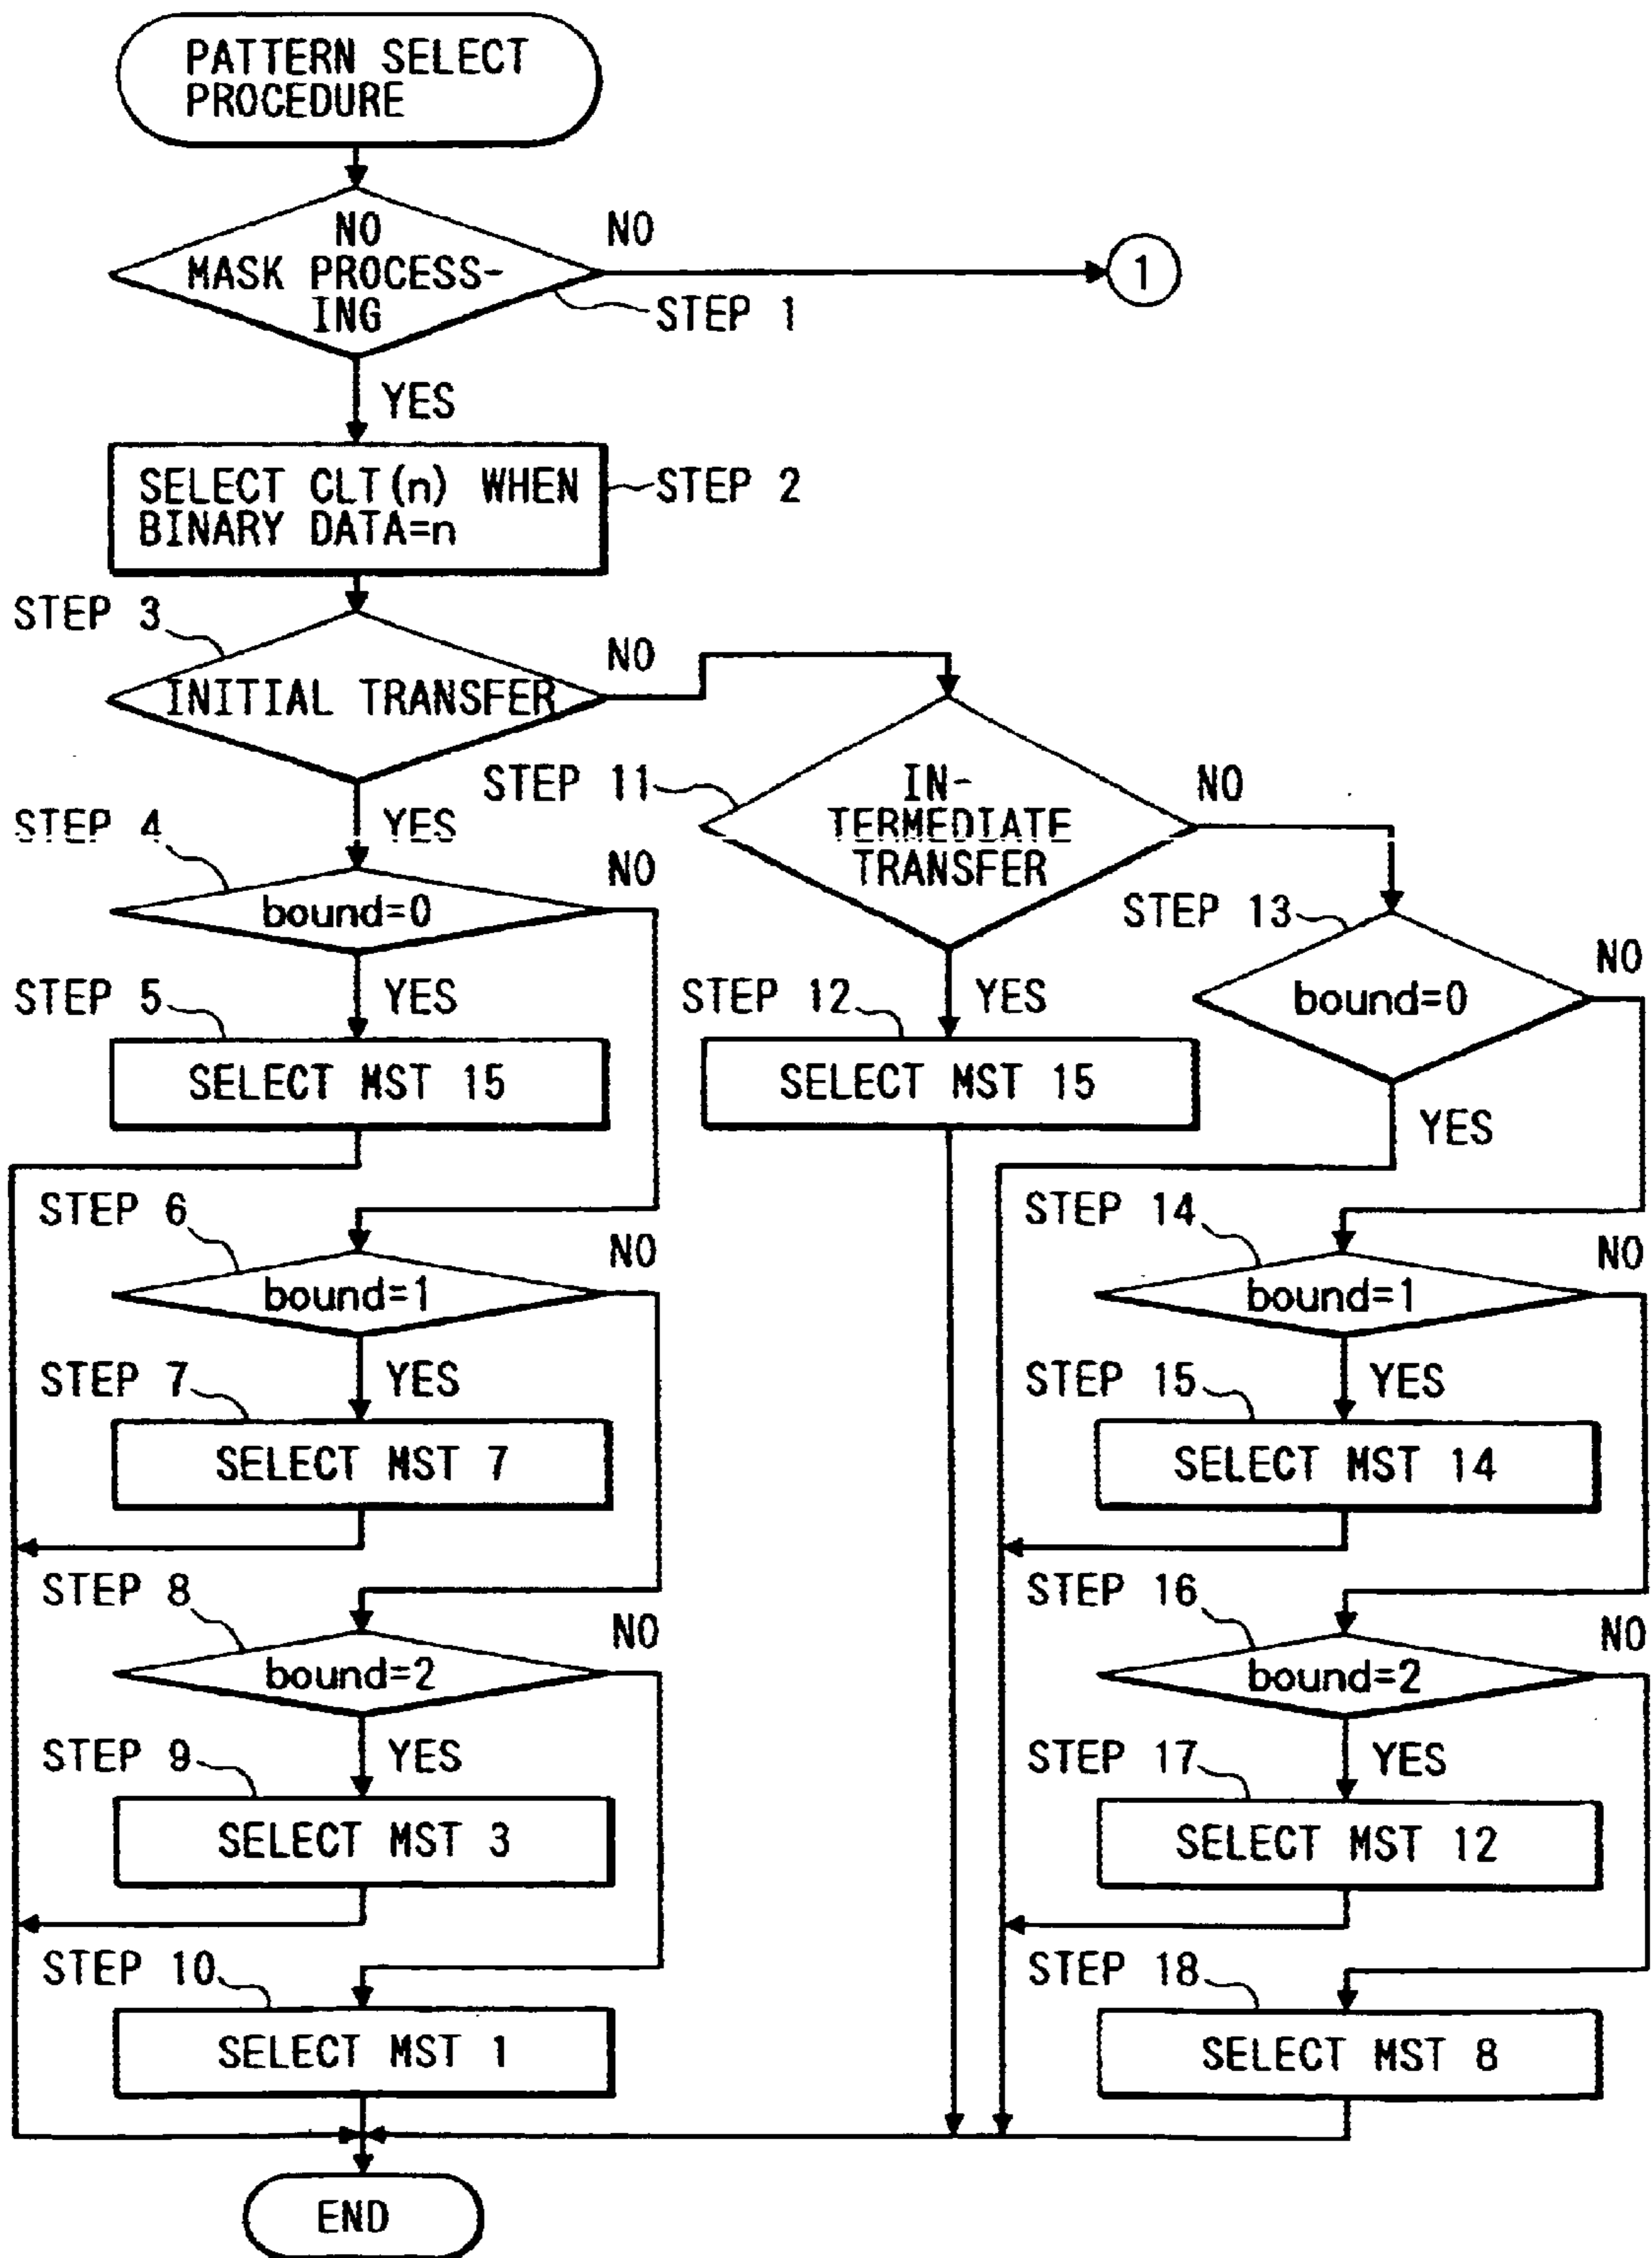 PATTERN SELECT
PROCEDURE
NO
MASK PROCESS-
ING
NO
1
STEP 1
YES
SELECT CLT(n) WHEN
BINARY DATA=n
STEP 2
STEP 3
INITIAL TRANSFER
NO
STEP 11
IN-
TERMEDIATE
TRANSFER
NO
STEP 4
YES
bound=0
NO
STEP 13
bound=0
NO
STEP 5
YES
STEP 12
YES
SELECT MST 15
SELECT MST 15
YES
STEP 6
bound=1
NO
STEP 14
bound=1
NO
STEP 7
YES
STEP 15
YES
SELECT MST 7
SELECT MST 14
STEP 8
bound=2
NO
STEP 16
bound=2
NO
STEP 9
YES
STEP 17
YES
SELECT MST 3
SELECT MST 12
STEP 10
STEP 18
SELECT MST 1
SELECT MST 8
END